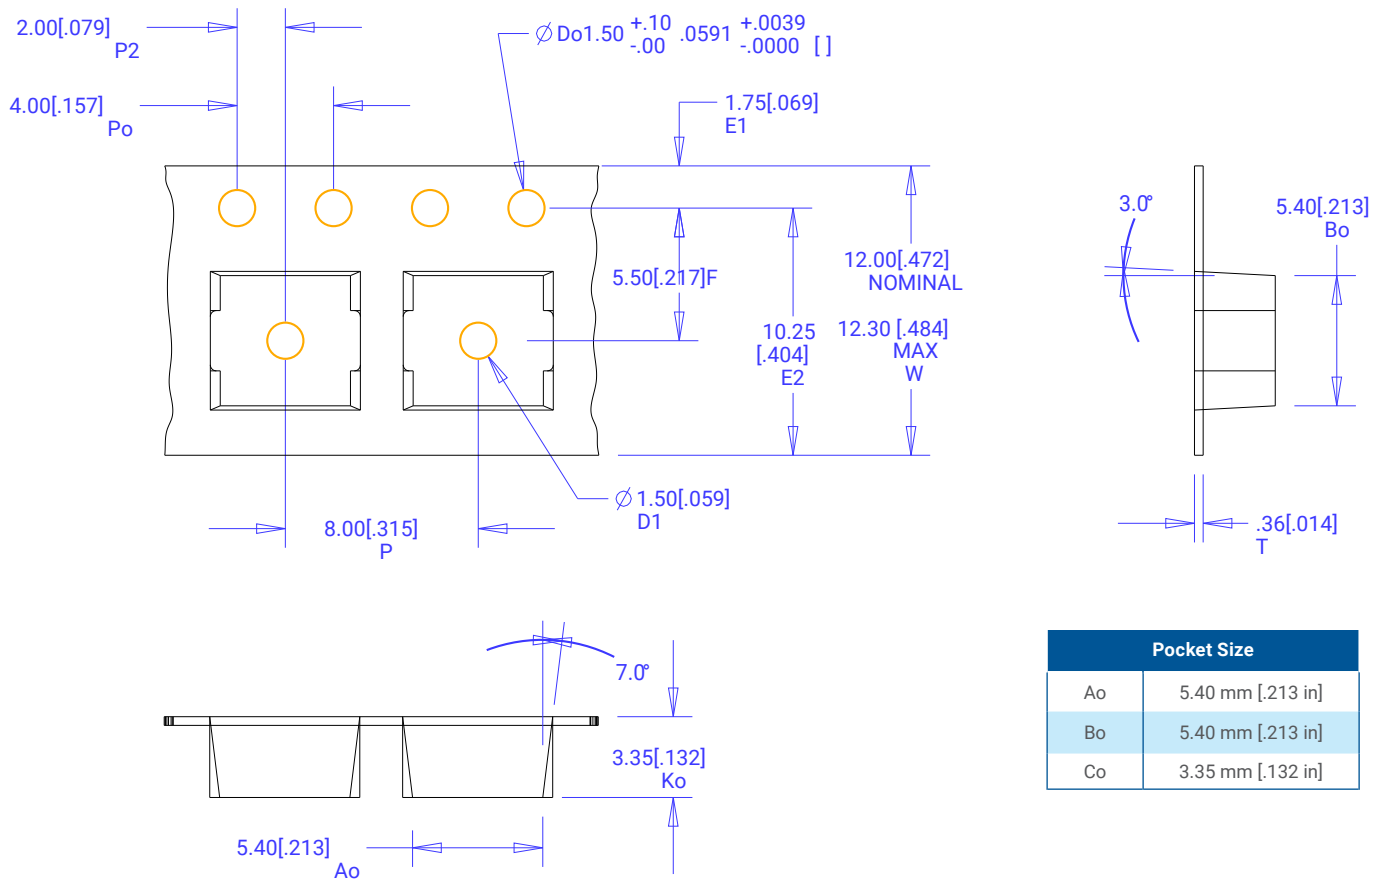 2.00[.079]
P2
4.00[.157]
Po
∅ Do1.50 +.10 -.00 .0591 +.0039 -.0000 [ ]
1.75[.069]
E1
5.50[.217]F
12.00[.472]
NOMINAL
10.25
[.404]
E2
12.30 [.484]
MAX
W
3.0°
5.40[.213]
Bo
∅ 1.50[.059]
D1
8.00[.315]
P
.36[.014]
T
7.0°
3.35[.132]
Ko
5.40[.213]
Ao
Pocket Size
Ao 5.40 mm [.213 in]
Bo 5.40 mm [.213 in]
Co 3.35 mm [.132 in]